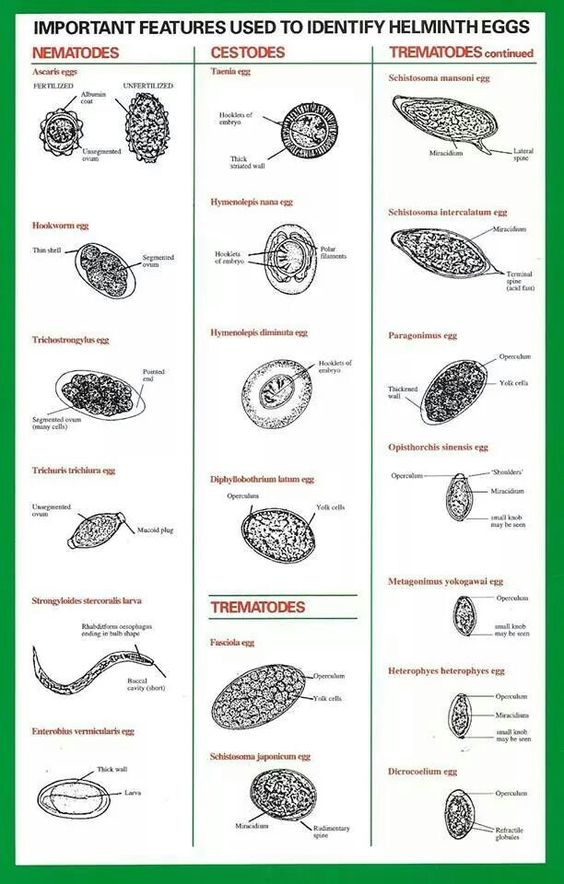 IMPORTANT FEATURES USED TO IDENTIFY HELMINTH EGGS
NEMATODES
Ascaris eggs
FERTILIZED
UNFERTILIZED
Albumin
coat
Unsegmented
ovum
Hookworm egg
Thin shell
Segmented
ovum
Trichostrongylus egg
Pointed
end
Segmented ovum
(many cells)
Trichuris trichiura egg
Unsegmented
ovum
Mucoid plug
Strongyloides stercoralis larva
Rhabditform oesophagus
ending in bulb shape
Buccal
cavity (short)
Enterobius vermicularis egg
Thick wall
Larva
CESTODES
Taenia egg
Hooklets of
embryo
Thick
striated wall
Hymenolepis nana egg
Hooklets
of embryo
Polar
filaments
Hymenolepis diminuta egg
Hooklets of
embryo
Diphyllobothrium latum egg
Operculum
Yolk cells
TREMATODES
Fasciola egg
Operculum
Yolk cells
Schistosoma japonicum egg
Miracidium
Rudimentary
spine
TREMATODES continued
Schistosoma mansoni egg
Miracidium
Lateral
spine
Schistosoma intercalatum egg
Miracidium
Terminal
spine
(acid fast)
Paragonimus egg
Operculum
Thickened
wall
Yolk cells
Opisthorchis sinensis egg
Operculum
'Shoulders'
Miracidium
small knob
may be seen
Metagonimus yokogawai egg
Operculum
small knob
may be seen
Heterophyes heterophyes egg
Operculum
Miracidium
small knob
may be seen
Dicrocoelium egg
Operculum
Refractile
globules